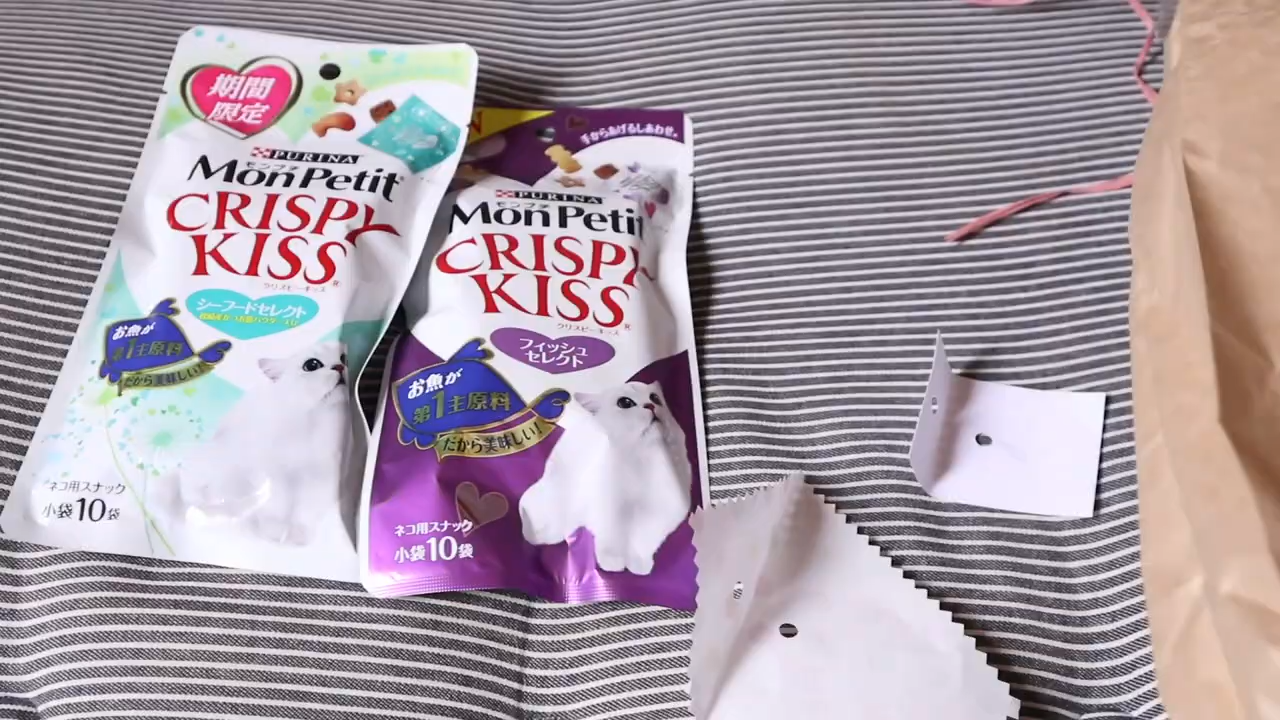 期間
限定
PURINA
モンプチ
MonPetit
CRISPY
KISS
クリスピーキッス
シーフードセレクト
お魚が
第1主原料
だから美味しい!
ネコ用スナック
小袋10袋
手からあげるしあわせ。
PURINA
モンプチ
MonPetit
CRISPY
KISS
クリスピーキッス
フィッシュ
セレクト
お魚が
第1主原料
だから美味しい!
ネコ用スナック
小袋10袋